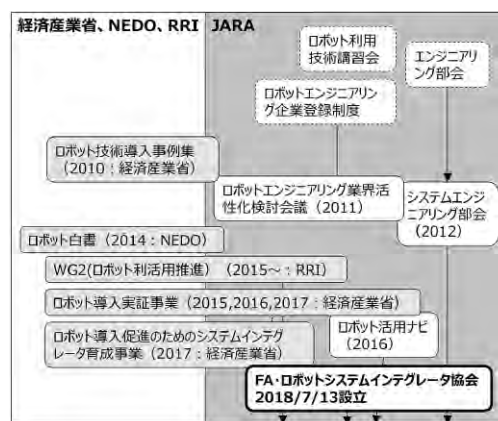 経済産業省、NEDO、RRI
JARA
ロボット利用
技術講習会
エンジニアリ
ング部会
ロボットエンジニアリン
グ企業登録制度
ロボット技術導入事例集
(2010：経済産業省)
ロボットエンジニアリング業界活
性化検討会議（2011）
システムエンジ
ニアリング部会
(2012)
ロボット白書（2014：NEDO）
WG2(ロボット利活用推進）（2015～：RRI）
ロボット導入実証事業（2015,2016,2017：経済産業省）
ロボット導入促進のためのシステムインテグ
レータ育成事業（2017：経済産業省）
ロボット活用ナビ
(2016)
FA・ロボットシステムインテグレータ協会
2018/7/13設立